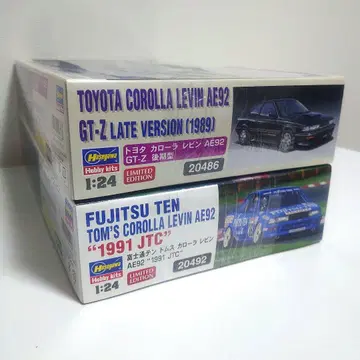 TOYOTA COROLLA LEVIN AE92
GT-Z LATE VERSION (1989)
Hasegawa
Hobby kits
トヨタ カローラ レビン AE92
GT-Z 後期型
1:24
LIMITED
EDITION
20486
FUJITSU TEN
TOM'S COROLLA LEVIN AE92
"1991 JTC"
Hasegawa
Hobby kits
富士通テン トムス カローラ レビン
AE92 "1991 JTC"
1:24
LIMITED
EDITION
20492